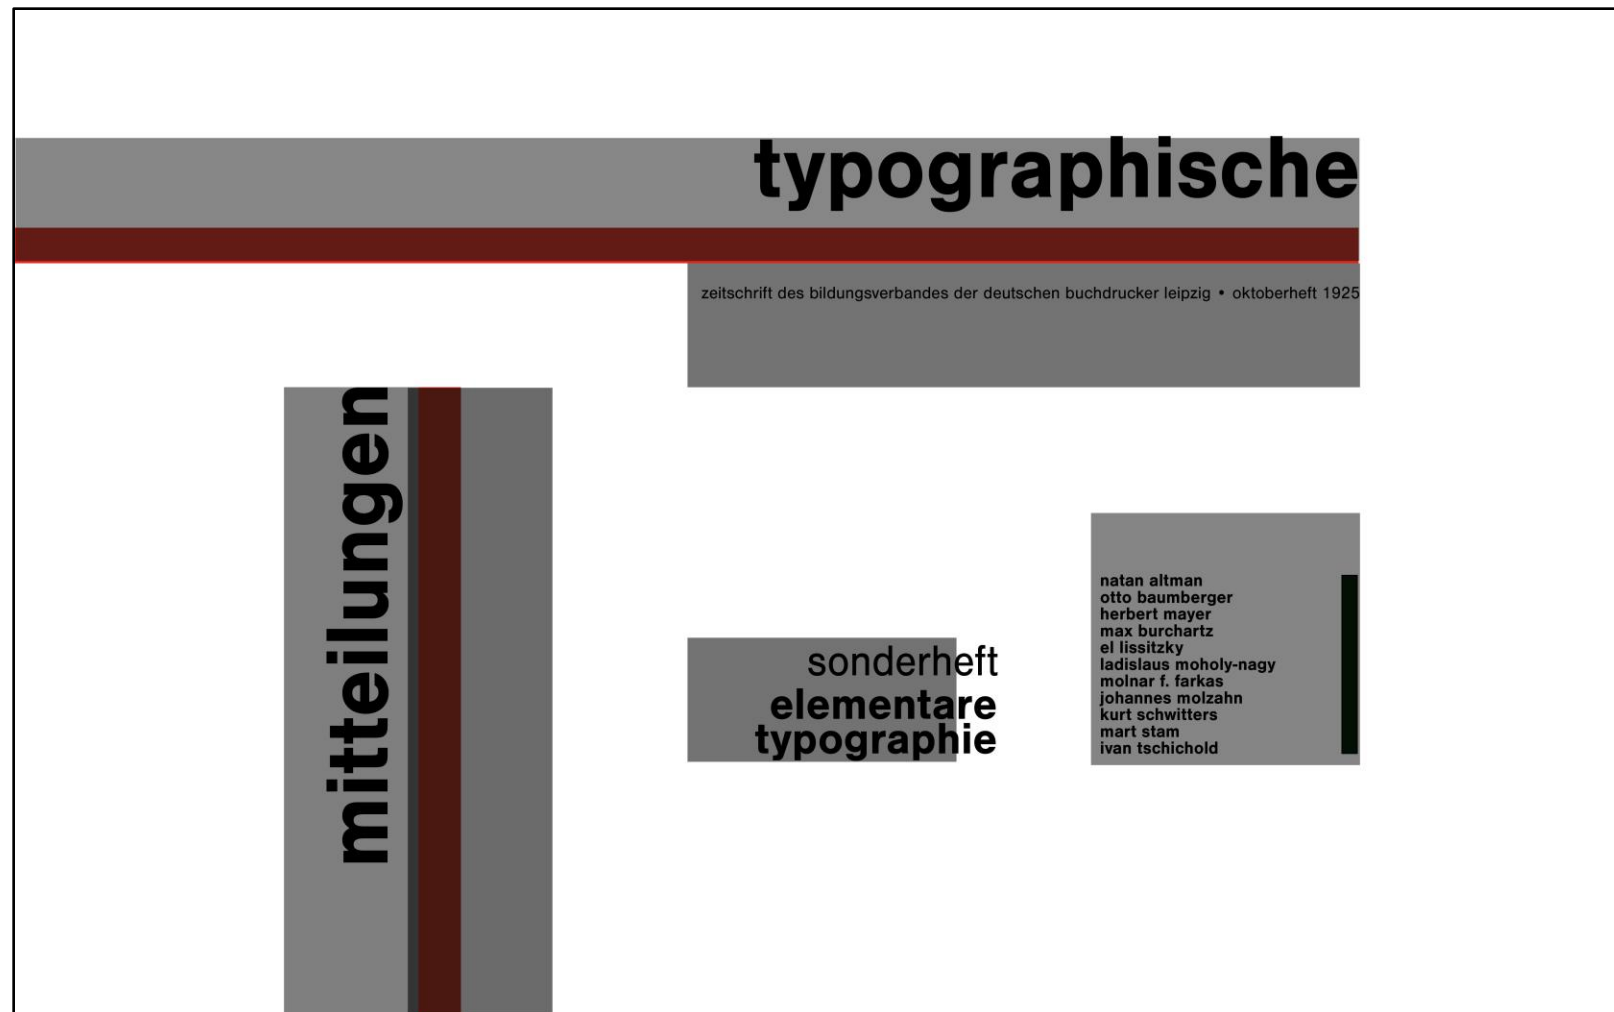 typographische
zeitschrift des bildungsverbandes der deutschen buchdrucker leipzig • oktoberheft 1925
mitteilungen
sonderheft
elementare
typographie
natan altman
otto baumberger
herbert mayer
max burchartz
el lissitzky
ladislaus moholy-nagy
molnar f. farkas
johannes molzahn
kurt schwitters
mart stam
ivan tschichold